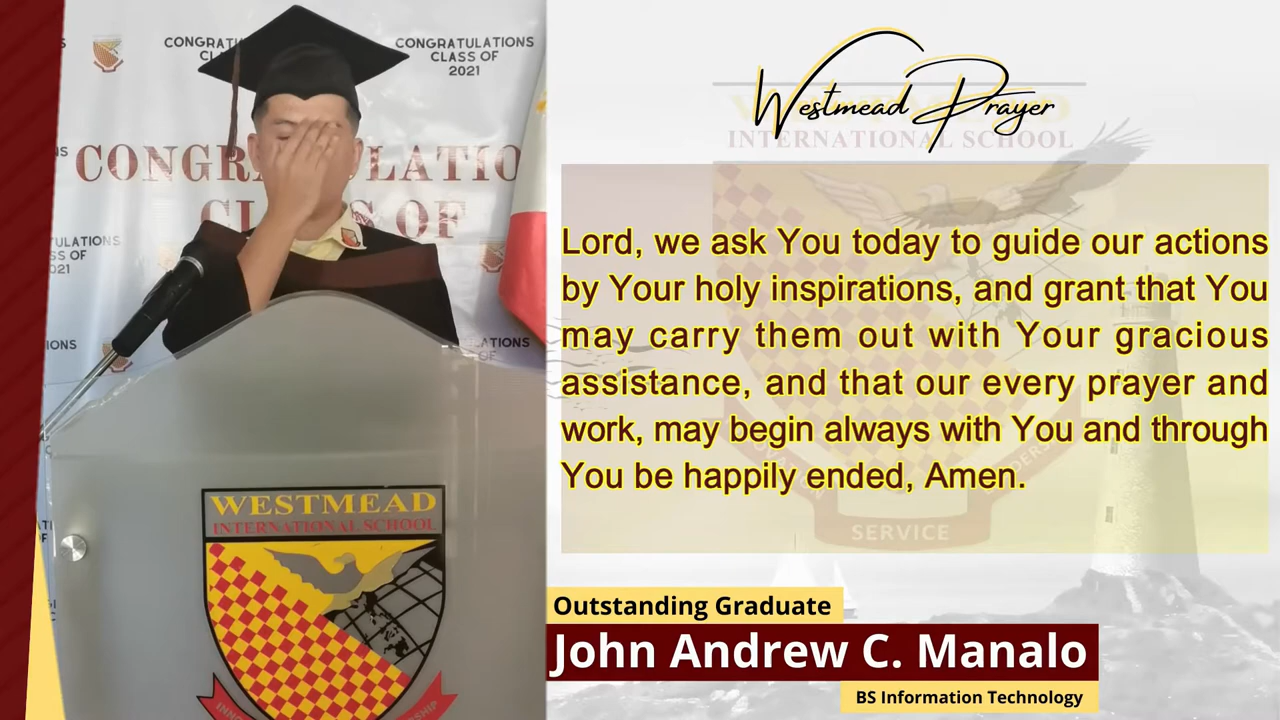 CONGRATULATIONS
CLASS OF
2021
CLASS OF
WESTMEAD
INTERNATIONAL SCHOOL
Westmead Prayer
INTERNATIONAL SCHOOL
Lord, we ask You today to guide our actions
by Your holy inspirations, and grant that You
may carry them out with Your gracious
assistance, and that our every prayer and
work, may begin always with You and through
You be happily ended, Amen.
SERVICE
Outstanding Graduate
John Andrew C. Manalo
BS Information Technology